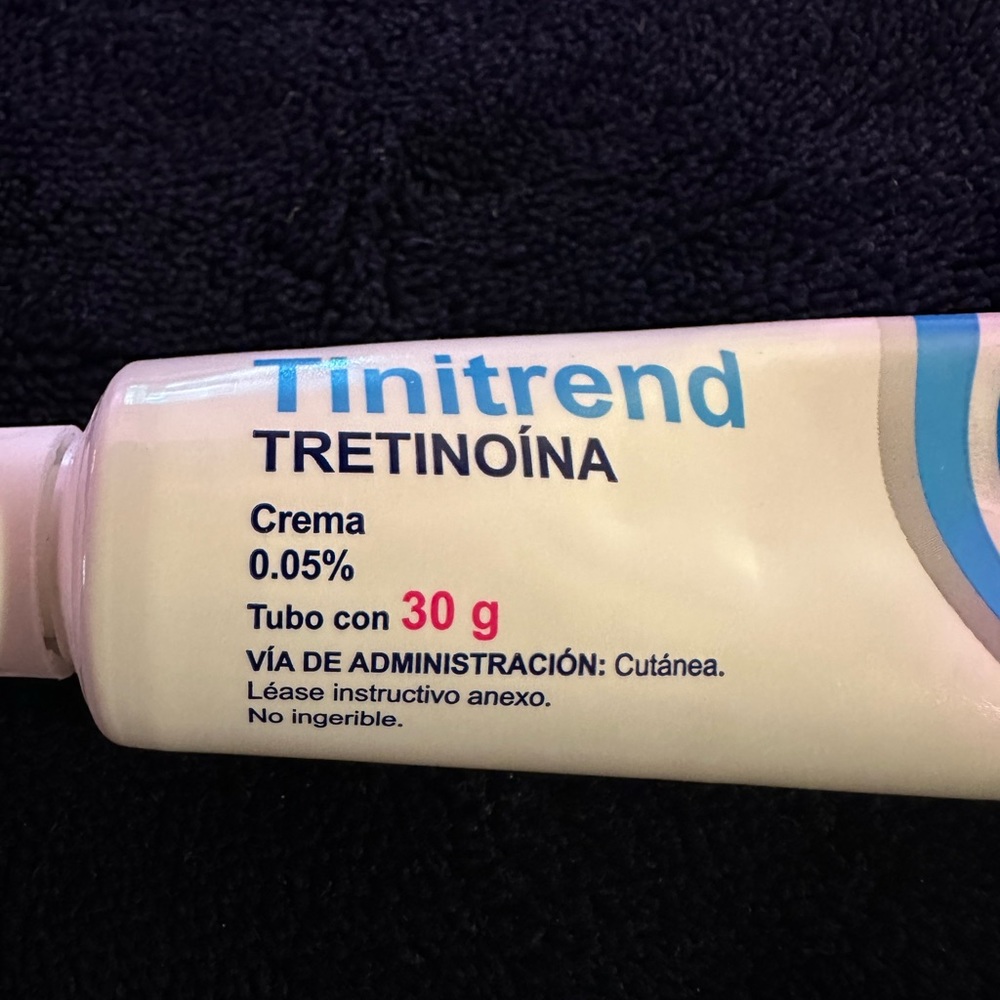 Tinitrend
TRETINOÍNA
Crema
0.05%
Tubo con 30 g
VÍA DE ADMINISTRACIÓN: Cutánea.
Léase instructivo anexo.
No ingerible.